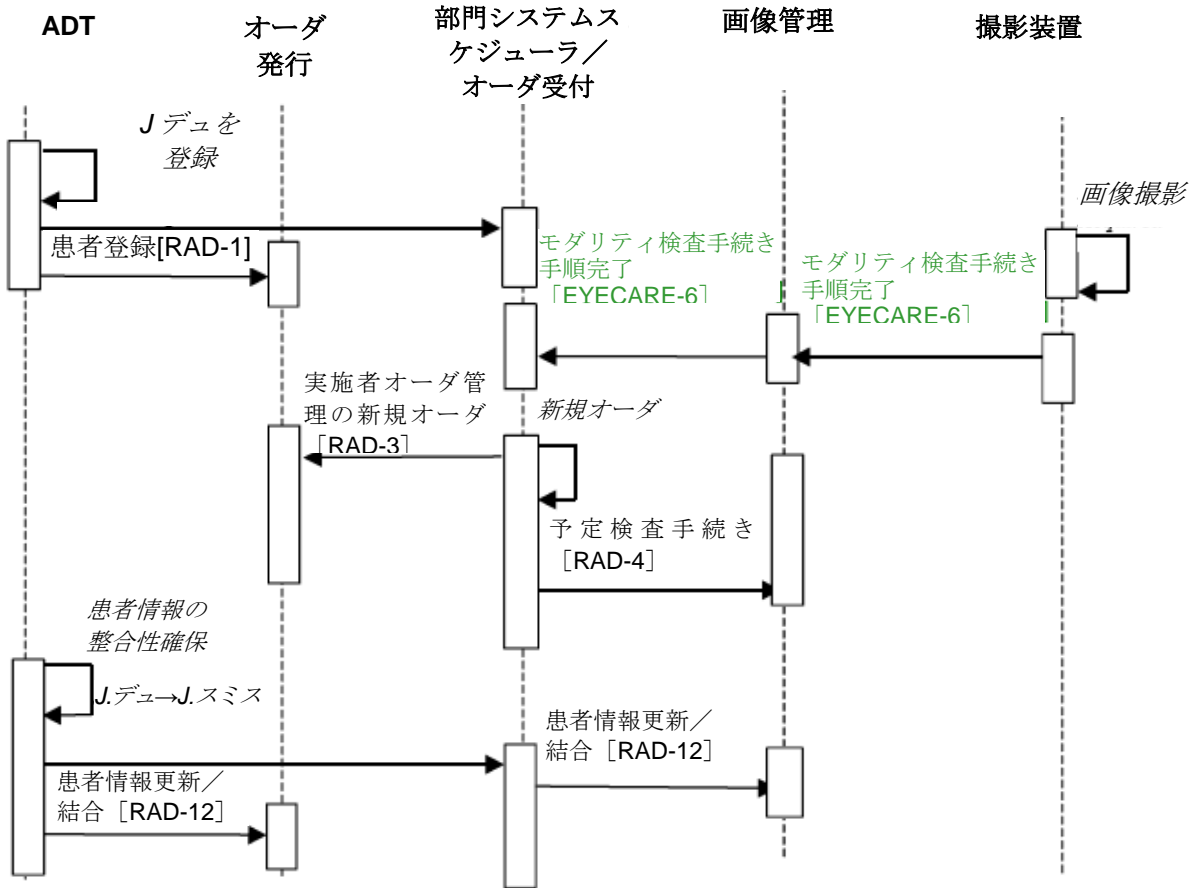 ADT
オーダ
発行
部門システムス
ケジューラ／
オーダ受付
画像管理
撮影装置
J デュを
登録
画像撮影
患者登録[RAD-1]
モダリティ検査手続き
手順完了
［EYECARE-6］
モダリティ検査手続き
手順完了
［EYECARE-6］
実施者オーダ管
理の新規オーダ
［RAD-3］
新規オーダ
予定検査手続き
［RAD-4］
患者情報の
整合性確保
J.デュ→J.スミス
患者情報更新／
結合［RAD-12］
患者情報更新／
結合［RAD-12］